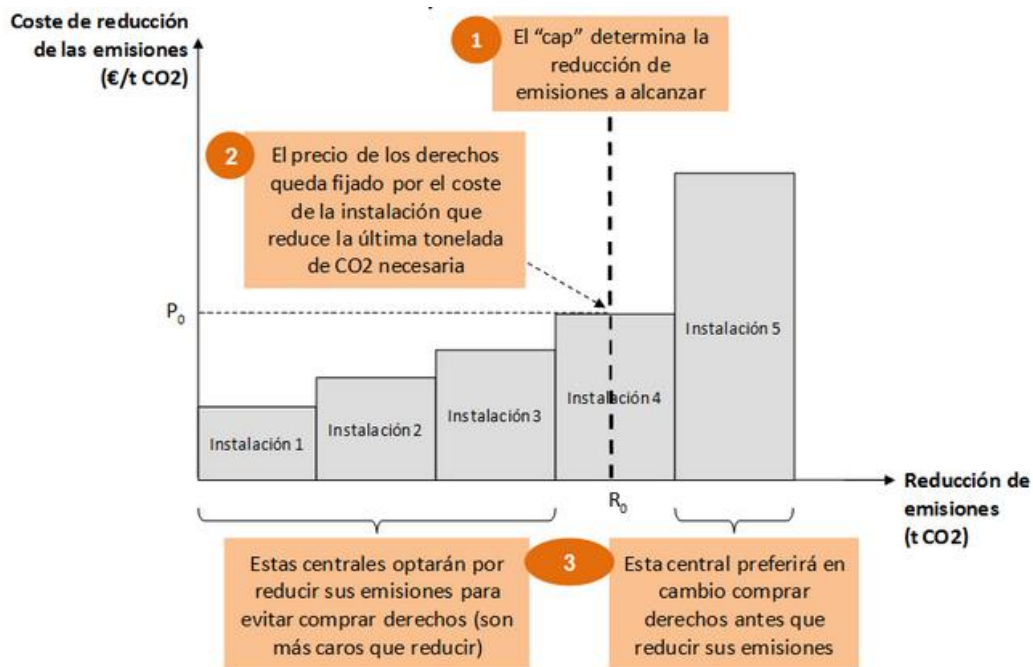 Coste de reducción
de las emisiones
(€/t CO2)
1
El “cap” determina la
reducción de
emisiones a alcanzar
2
El precio de los derechos
queda fijado por el coste
de la instalación que
reduce la última tonelada
de CO2 necesaria
P0
Instalación 1
Instalación 2
Instalación 3
Instalación 4
Instalación 5
R0
Reducción de
emisiones
(t CO2)
Estas centrales optarán por
reducir sus emisiones para
evitar comprar derechos (son
más caros que reducir)
3
Esta central preferirá en
cambio comprar
derechos antes que
reducir sus emisiones